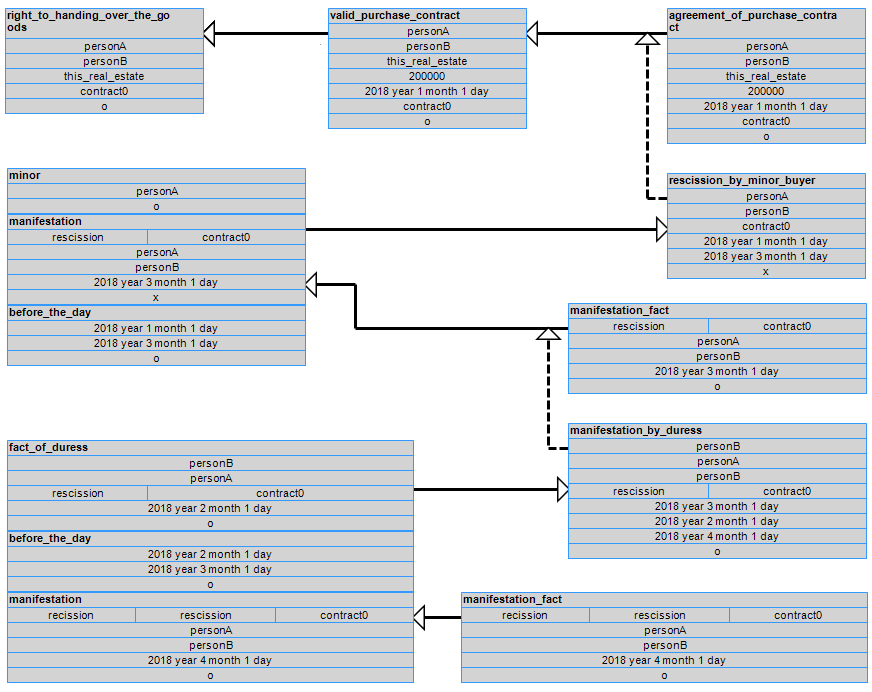 right_to_handing_over_the_go
ods
personA
personB
this_real_estate
contract0
o
valid_purchase_contract
personA
personB
this_real_estate
200000
2018 year 1 month 1 day
contract0
o
agreement_of_purchase_contra
ct
personA
personB
this_real_estate
200000
2018 year 1 month 1 day
contract0
o
minor
personA
o
manifestation
rescission contract0
personA
personB
2018 year 3 month 1 day
x
before_the_day
2018 year 1 month 1 day
2018 year 3 month 1 day
o
rescission_by_minor_buyer
personA
personB
contract0
2018 year 1 month 1 day
2018 year 3 month 1 day
x
manifestation_fact
rescission contract0
personA
personB
2018 year 3 month 1 day
o
manifestation_by_duress
personB
personA
personB
rescission contract0
2018 year 3 month 1 day
2018 year 2 month 1 day
2018 year 4 month 1 day
o
fact_of_duress
personB
personA
rescission contract0
2018 year 2 month 1 day
o
before_the_day
2018 year 2 month 1 day
2018 year 3 month 1 day
o
manifestation
recission rescission contract0
personA
personB
2018 year 4 month 1 day
o
manifestation_fact
recission rescission contract0
personA
personB
2018 year 4 month 1 day
o